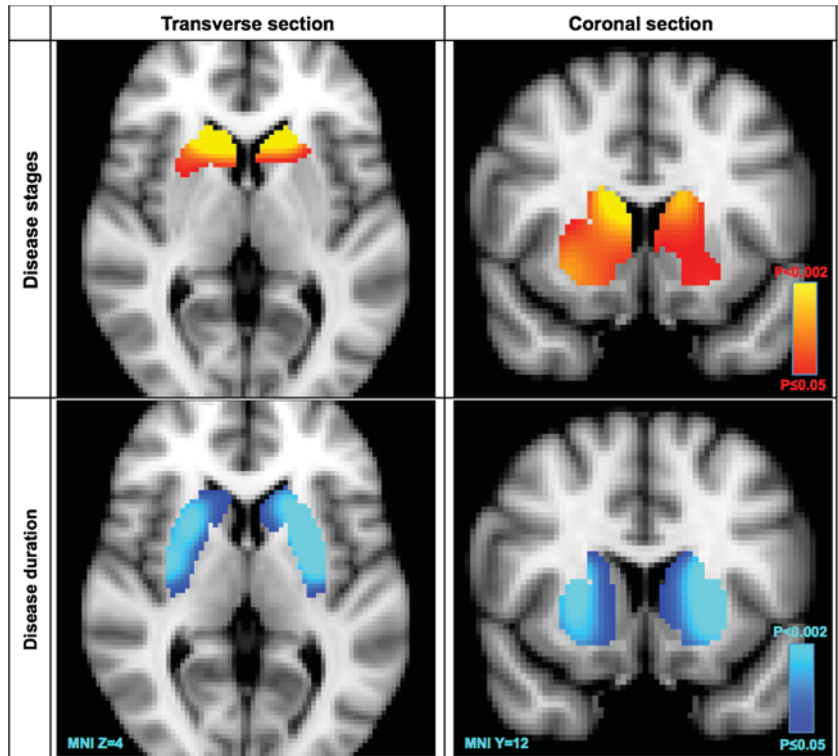 Transverse section
Coronal section
Disease stages
P<0.002
P≤0.05
Disease duration
MNI Z=4
MNI Y=12
P<0.002
P≤0.05